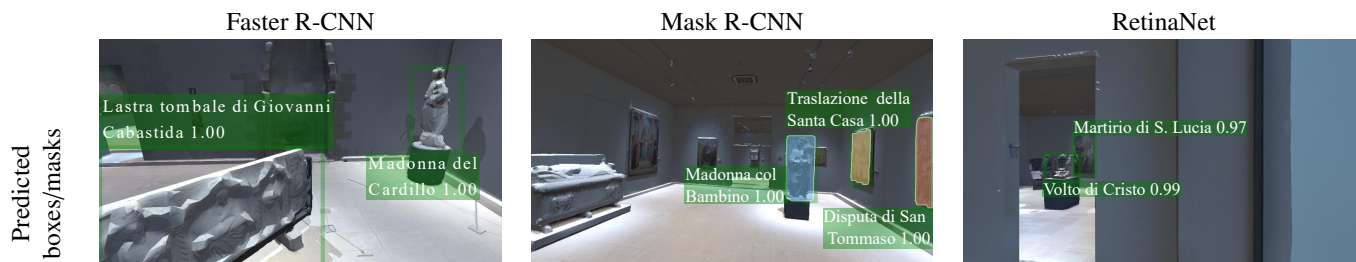 Faster R-CNN
Mask R-CNN
RetinaNet
Predicted
boxes/masks
Lastra tombale di Giovanni
Cabastida 1.00
Madonna del
Cardillo 1.00
Traslazione della
Santa Casa 1.00
Madonna col
Bambino 1.00
Disputa di San
Tommaso 1.00
Martirio di S. Lucia 0.97
Volto di Cristo 0.99